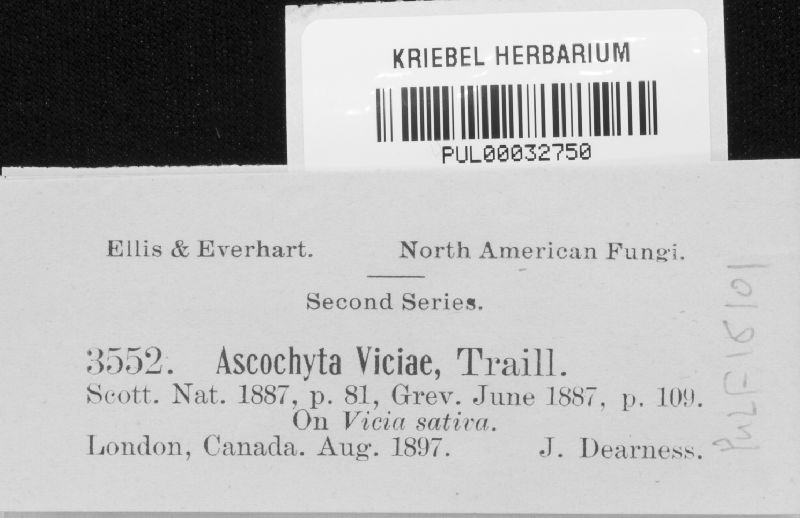 KRIEBEL HERBARIUM
PUL00032750
Ellis & Everhart. North American Fungi.
Second Series.
3552. Ascochyta Viciae, Traill.
Scott. Nat. 1887, p. 81, Grev. June 1887, p. 109.
On Vicia sativa.
London, Canada. Aug. 1897. J. Dearness.
PULF15101